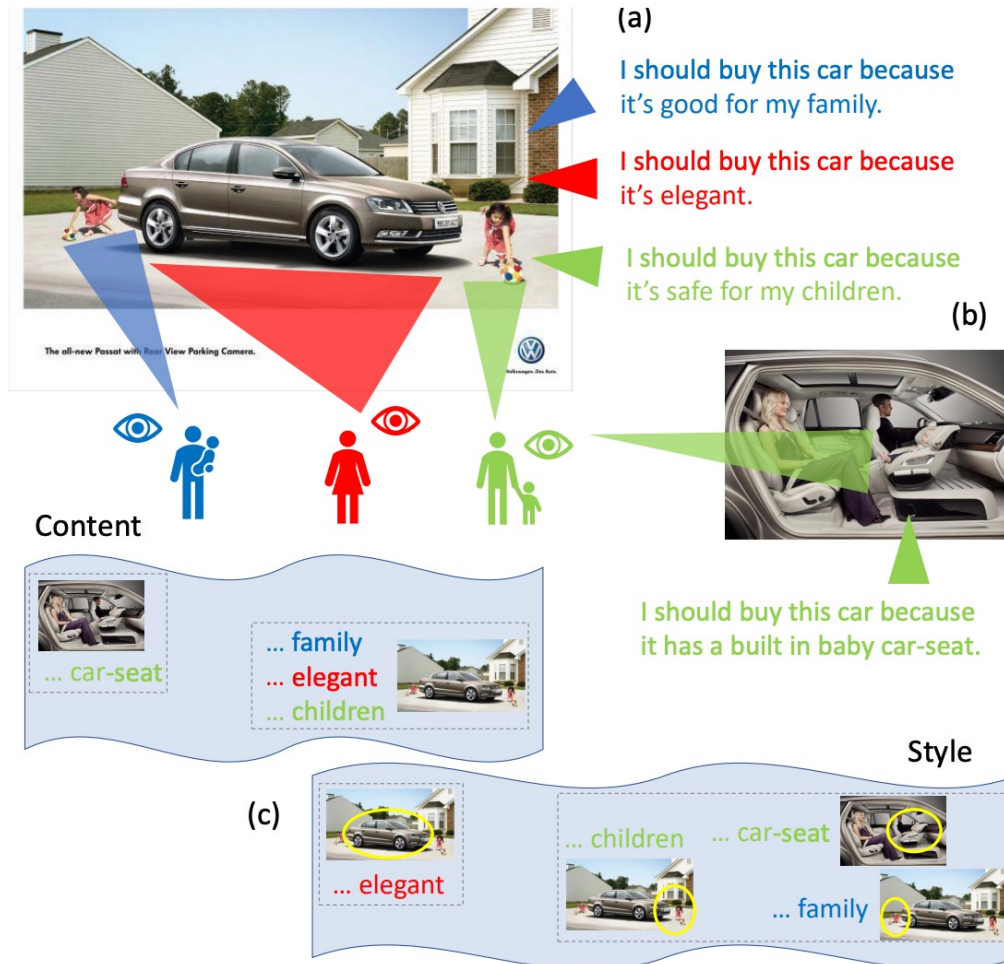 (a)
I should buy this car because
it's good for my family.
I should buy this car because
it's elegant.
I should buy this car because
it's safe for my children.
The all-new Passat with Rear View Parking Camera.
Volkswagen. Das Auto.
(b)
I should buy this car because
it has a built in baby car-seat.
Content
... car-seat
... family
... elegant
... children
Style
(c)
... elegant
... children
... car-seat
... family